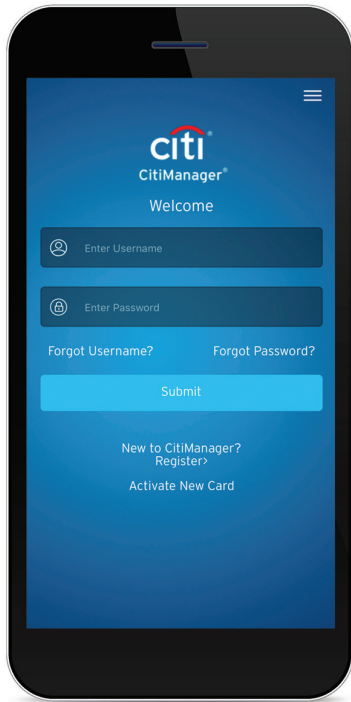 citi®
CitiManager®
Welcome
Enter Username
Enter Password
Forgot Username? Forgot Password?
Submit
New to CitiManager?
Register>
Activate New Card